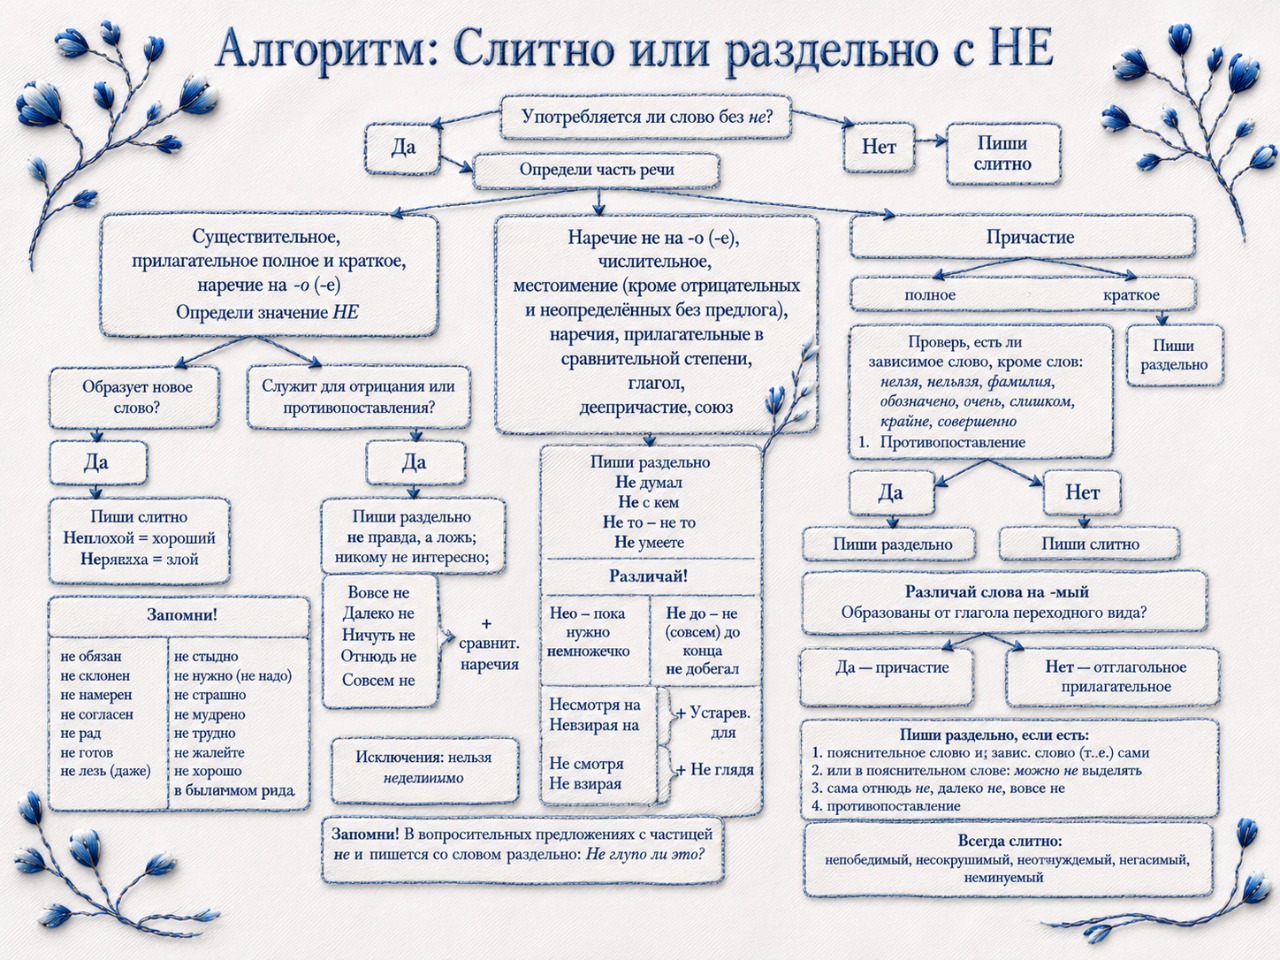 Алгоритм: Слитно или раздельно с НЕ
Употребляется ли слово без не?
Да
Нет
Пиши
слитно
Определи часть речи
Существительное,
прилагательное полное и краткое,
наречие на -о (-е)
Определи значение НЕ
Образует новое
слово?
Служит для отрицания или
противопоставления?
Да
Да
Пиши слитно
Неплохой = хороший
Нерявхха = злой
Пиши раздельно
не правда, а ложь;
никому не интересно;
Вовсе не
Далеко не
Ничуть не
Отнюдь не
Совсем не
+
сравнит.
наречия
Запомни!
не обязан
не склонен
не намерен
не согласен
не рад
не готов
не лезь (даже)
не стыдно
не нужно (не надо)
не страшно
не мудрено
не трудно
не жалейте
не хорошо
в рида
Исключения: нельзя
Запомни! В вопросительных предложениях с частицей
не и пишется со словом раздельно: Не глупо ли это?
Наречие не на -о (-е),
числительное,
местоимение (кроме отрицательных
и неопределённых без предлога),
наречия, прилагательные в
сравнительной степени,
глагол,
деепричастие, союз
Пиши раздельно
Не думал
Не с кем
Не то – не то
Не умеете
Различай!
Нео – пока
нужно
немножечко
Не до – не
(совсем) до
конца
не добегал
Несмотря на
Невзирая на
+ Устарев.
для
Не смотря
Не взирая
+ Не глядя
Причастие
полное
краткое
Пиши
раздельно
Проверь, есть ли
зависимое слово, кроме слов:
нелзя, нельязя, фамилия,
обозначено, очень, слишком,
крайне, совершенно
1. Противопоставление
Да
Нет
Пиши раздельно
Пиши слитно
Различай слова на -мый
Образованы от глагола переходного вида?
Да — причастие
Нет — отглагольное
прилагательное
Пиши раздельно, если есть:
1. пояснительное слово и; завис. слово (т..е.) сами
2. или в пояснительном слове: можно не выделять
3. сама отнюдь не, далеко не, вовсе не
4. противопоставление
Всегда слитно:
непобедимый, несокрушимый, неотчуждемый, негасимый,
неминуемый